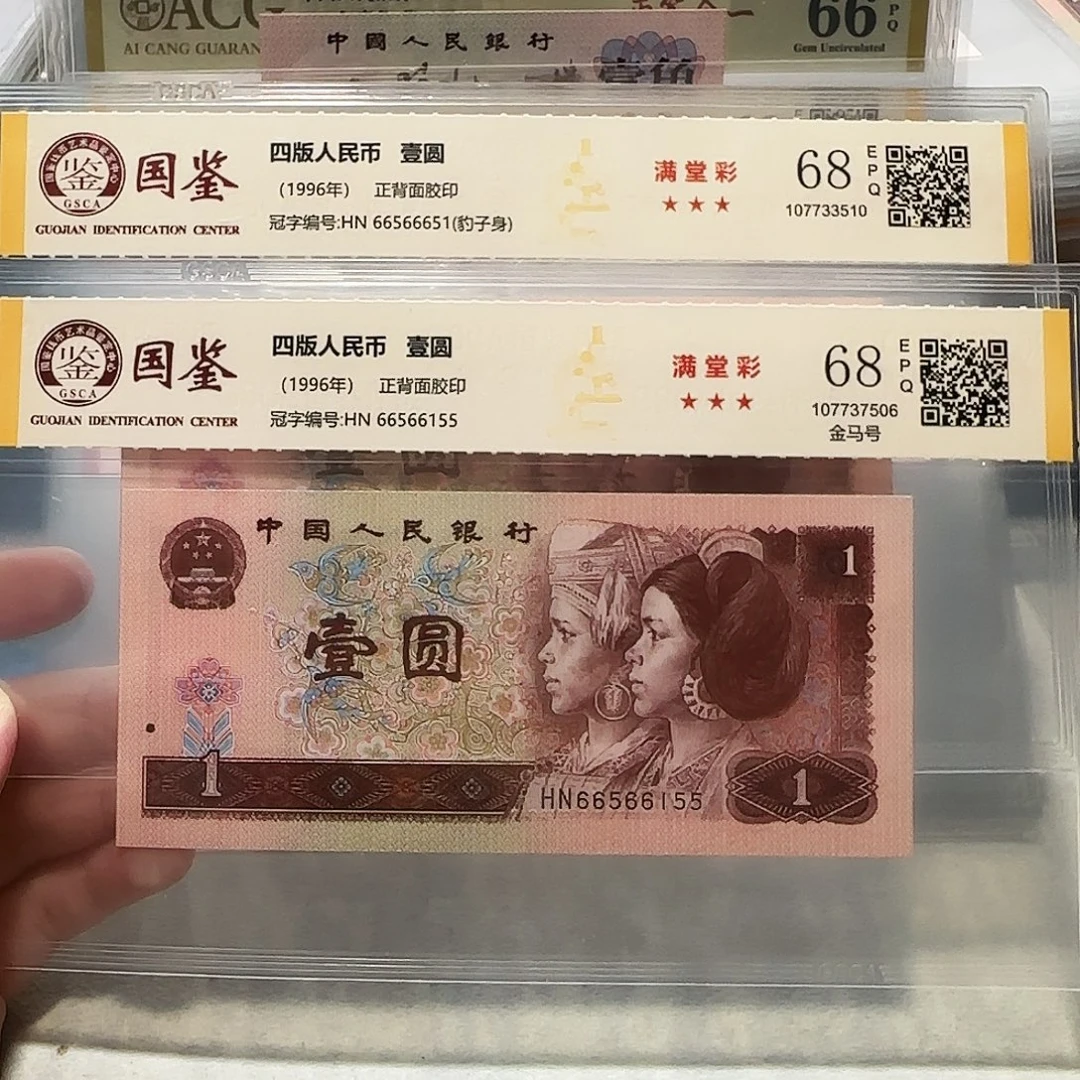 AI CANG GUARAN
66
PQ
Gem Uncirculated
中國人民銀行
国鉴
GSCA
GUOJIAN IDENTIFICATION CENTER
四版人民币 壹圆
（1996年） 正背面胶印
冠字编号:HN 66566651(豹子身)
满堂彩
★★★
68
EPQ
107733510
国鉴
GSCA
GUOJIAN IDENTIFICATION CENTER
四版人民币 壹圆
（1996年） 正背面胶印
冠字编号:HN 66566155
满堂彩
★★★
68
EPQ
107737506
金马号
中国人民银行
1
壹圆
1
HN66566155
1